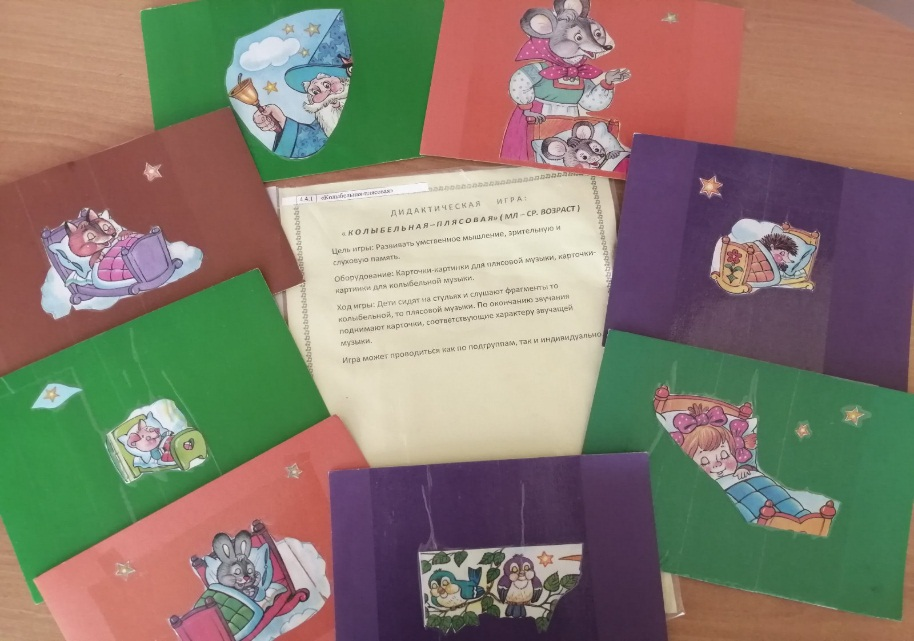 1.4.1 «Колыбельная-плясовая»
ДИДАКТИЧЕСКАЯ ИГРА:
«КОЛЫБЕЛЬНАЯ–ПЛЯСОВАЯ» ( МЛ – СР. ВОЗРАСТ )
Цель игры: Развивать умственное мышление, зрительную и
слуховую память.
Оборудование: Карточки-картинки для плясовой музыки, карточки-
картинки для колыбельной музыки.
Ход игры: Дети сидят на стульях и слушают фрагменты то
колыбельной, то плясовой музыки. По окончанию звучания
поднимают карточки, соответствующие характеру звучащей
музыки.
Игра может проводиться как по подгруппам, так и индивидуально